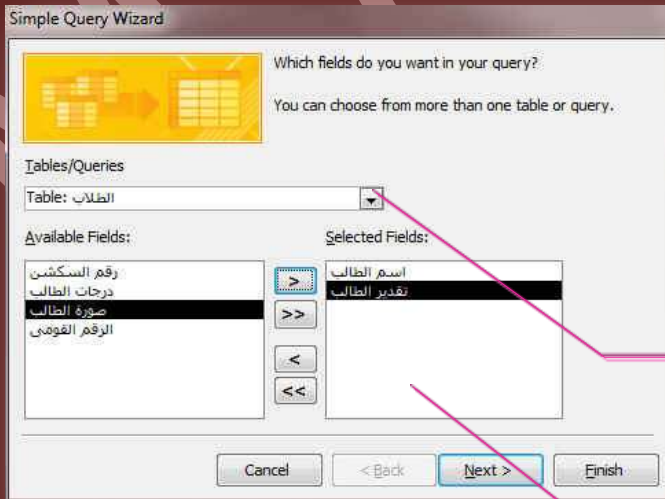 Simple Query Wizard
Which fields do you want in your query?
You can choose from more than one table or query.
Tables/Queries
Table: الطلاب
Available Fields:
Selected Fields:
رقم السكشن
درجات الطالب
صورة الطالب
الرقم القومى
>
>>
<
<<
اسم الطالب
تقدير الطالب
Cancel
< Back
Next >
Finish